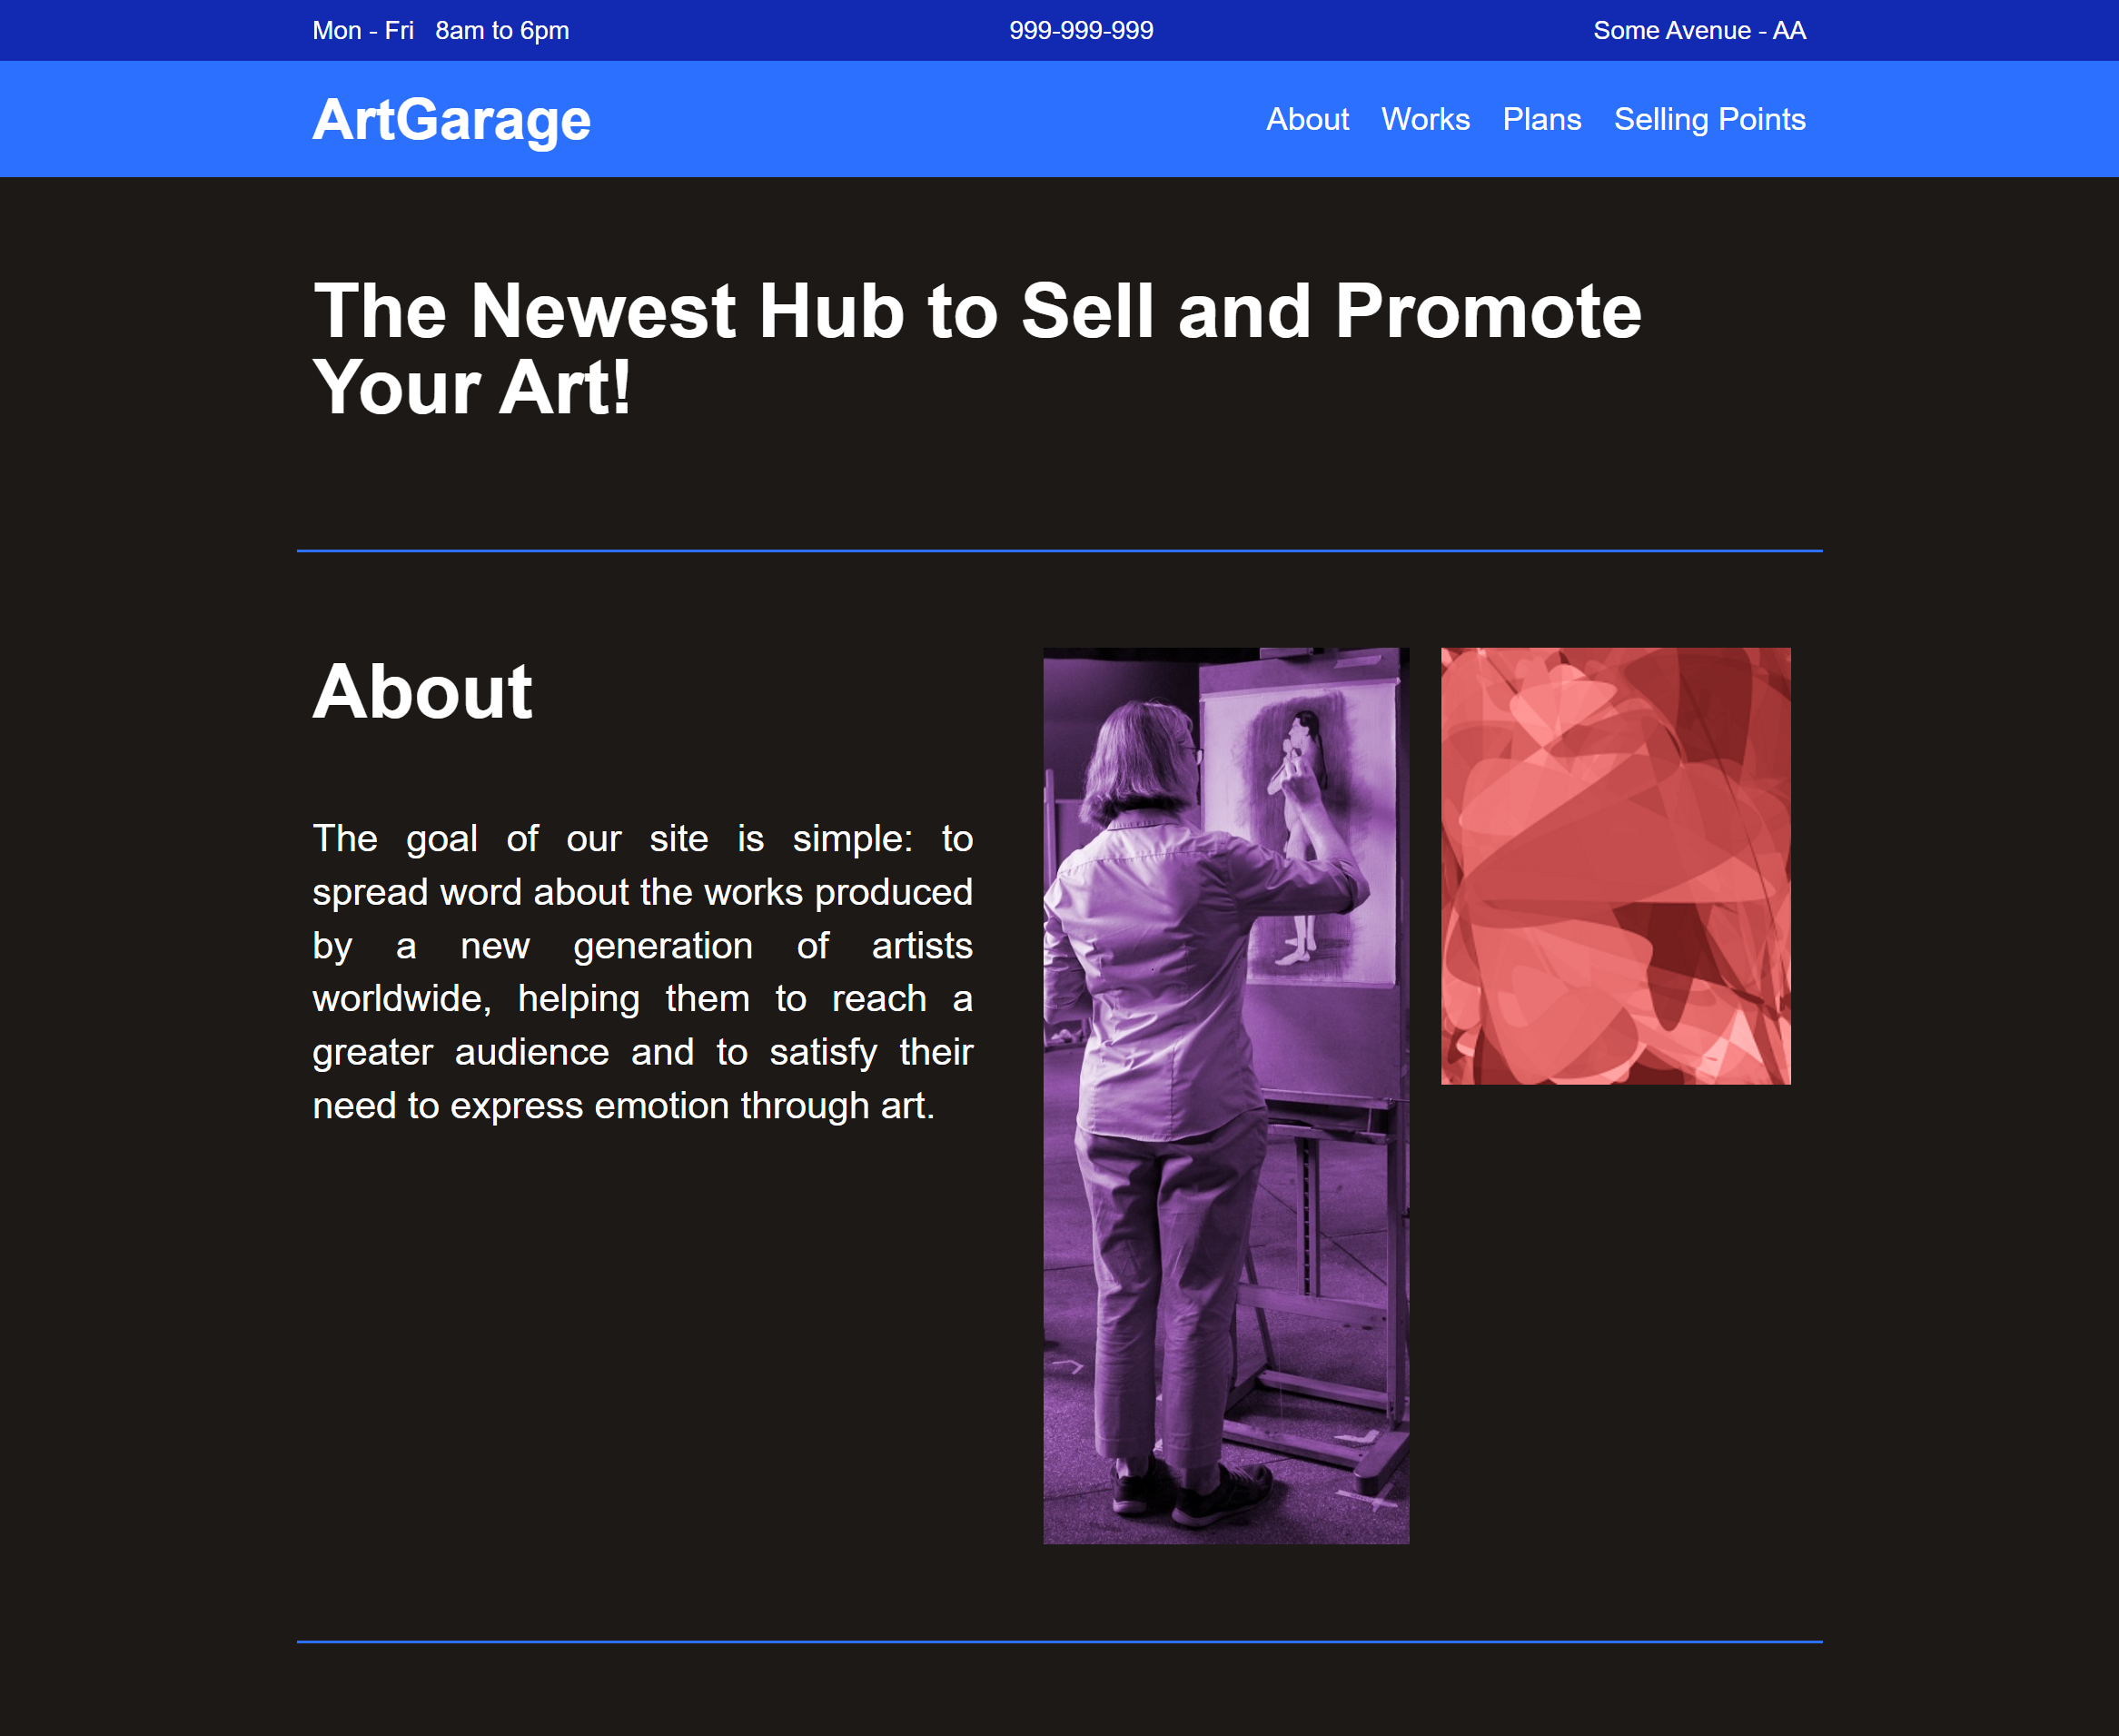 Mon - Fri 8am to 6pm 999-999-999 Some Avenue - AA
ArtGarage About Works Plans Selling Points
The Newest Hub to Sell and Promote
Your Art!
About
The goal of our site is simple: to
spread word about the works produced
by a new generation of artists
worldwide, helping them to reach a
greater audience and to satisfy their
need to express emotion through art.